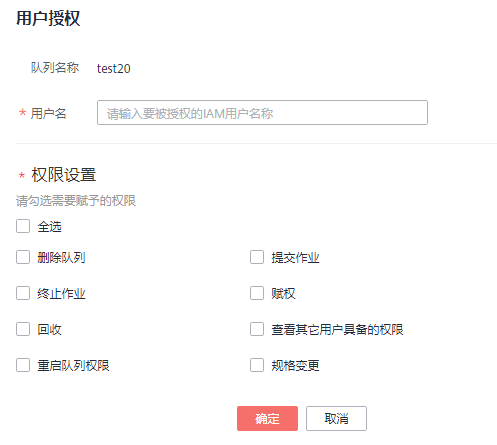 用户授权
队列名称 test20
* 用户名 请输入要被授权的IAM用户名称
* 权限设置
请勾选需要赋予的权限
全选
删除队列 提交作业
终止作业 赋权
回收 查看其它用户具备的权限
重启队列权限 规格变更
确定 取消